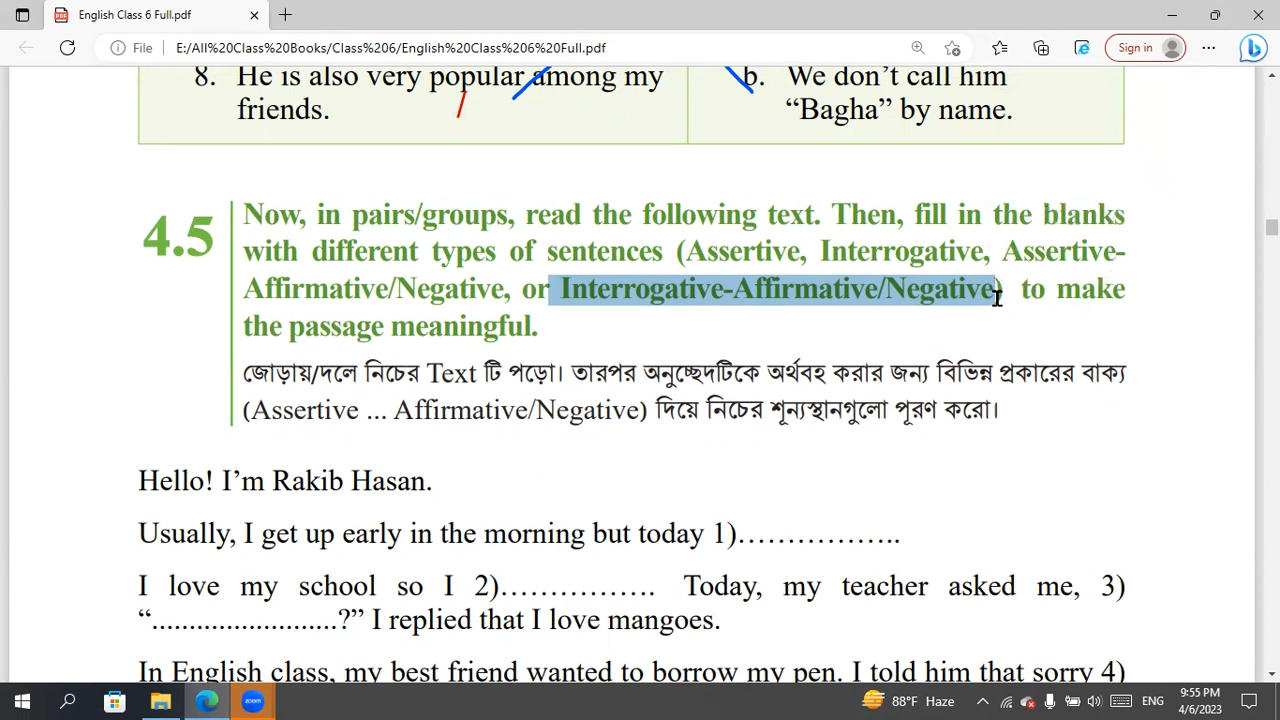 English Class 6 Full.pdf
File
E:/All%20Class%20Books/Class%206/English%20Class%206%20Full.pdf
Sign in
8. He is also very popular among my
friends.
b. We don’t call him
“Bagha” by name.
4.5
Now, in pairs/groups, read the following text. Then, fill in the blanks
with different types of sentences (Assertive, Interrogative, Assertive-
Affirmative/Negative, or Interrogative-Affirmative/Negative) to make
the passage meaningful.
জোড়ায়/দলে নিচের Text টি পড়ো। তারপর অনুচ্ছেদটিকে অর্থবহ করার জন্য বিভিন্ন প্রকারের বাক্য
(Assertive ... Affirmative/Negative) দিয়ে নিচের শূন্যস্থানগুলো পূরণ করো।
Hello! I’m Rakib Hasan.
Usually, I get up early in the morning but today 1)……………..
I love my school so I 2)……………. Today, my teacher asked me, 3)
“.........................?” I replied that I love mangoes.
In English class, my best friend wanted to borrow my pen. I told him that sorry 4)
zoom
88°F Haze
ENG
9:55 PM
4/6/2023